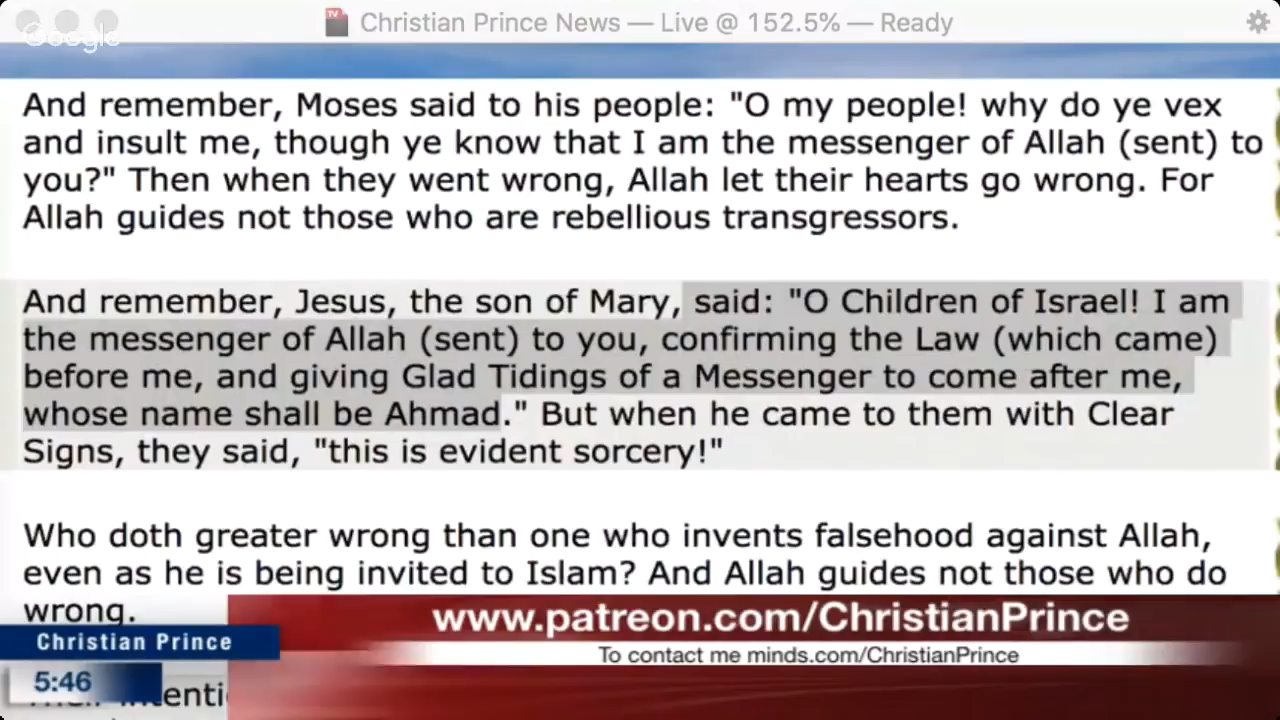 Christian Prince News — Live @ 152.5% — Ready
Google
And remember, Moses said to his people: "O my people! why do ye vex
and insult me, though ye know that I am the messenger of Allah (sent) to
you?" Then when they went wrong, Allah let their hearts go wrong. For
Allah guides not those who are rebellious transgressors.
And remember, Jesus, the son of Mary, said: "O Children of Israel! I am
the messenger of Allah (sent) to you, confirming the Law (which came)
before me, and giving Glad Tidings of a Messenger to come after me,
whose name shall be Ahmad." But when he came to them with Clear
Signs, they said, "this is evident sorcery!"
Who doth greater wrong than one who invents falsehood against Allah,
even as he is being invited to Islam? And Allah guides not those who do
wrong.
www.patreon.com/ChristianPrince
Christian Prince
To contact me minds.com/ChristianPrince
5:46